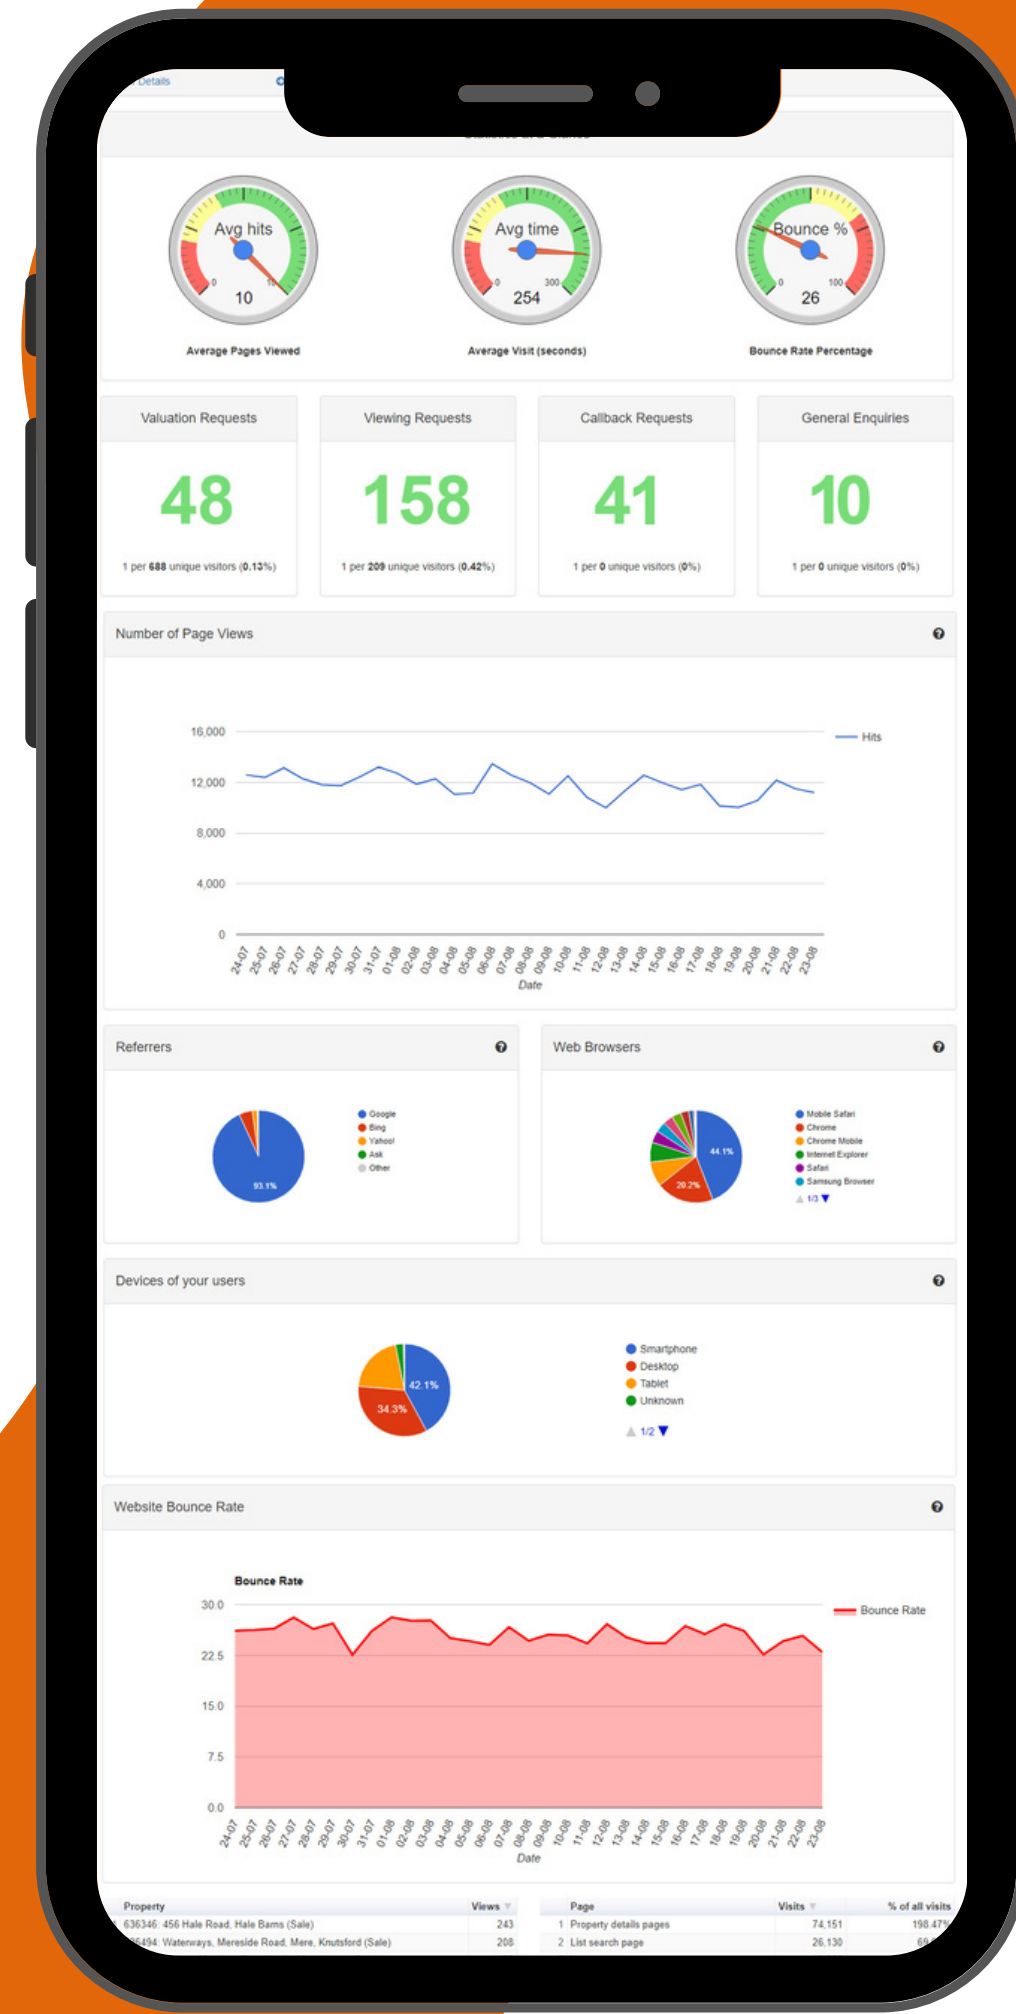 Details
Avg hits
0
10
Average Pages Viewed
Avg time
0 300
254
Average Visit (seconds)
Bounce %
0 100
26
Bounce Rate Percentage
Valuation Requests
48
1 per 688 unique visitors (0.13%)
Viewing Requests
158
1 per 209 unique visitors (0.42%)
Callback Requests
41
1 per 0 unique visitors (0%)
General Enquiries
10
1 per 0 unique visitors (0%)
Number of Page Views
16,000
12,000
8,000
4,000
0
Hits
24-07 25-07 26-07 27-07 28-07 29-07 30-07 31-07 01-08 02-08 03-08 04-08 05-08 06-08 07-08 08-08 09-08 10-08 11-08 12-08 13-08 14-08 15-08 16-08 17-08 18-08 19-08 20-08 21-08 22-08 23-08
Date
Referrers
93.1%
Google
Bing
Yahoo!
Ask
Other
Web Browsers
44.1%
20.2%
Mobile Safari
Chrome
Chrome Mobile
Internet Explorer
Safari
Samsung Browser
1/3
Devices of your users
42.1%
34.3%
Smartphone
Desktop
Tablet
Unknown
1/2
Website Bounce Rate
Bounce Rate
30.0
22.5
15.0
7.5
0.0
Bounce Rate
24-07 25-07 26-07 27-07 28-07 29-07 30-07 31-07 01-08 02-08 03-08 04-08 05-08 06-08 07-08 08-08 09-08 10-08 11-08 12-08 13-08 14-08 15-08 16-08 17-08 18-08 19-08 20-08 21-08 22-08 23-08
Date
Property Views
636346: 456 Hale Road, Hale Barns (Sale) 243
Waterways, Mereside Road, Mere, Knutsford (Sale) 208
Page Visits % of all visits
1 Property details pages 74,151 198.47%
2 List search page 26,130